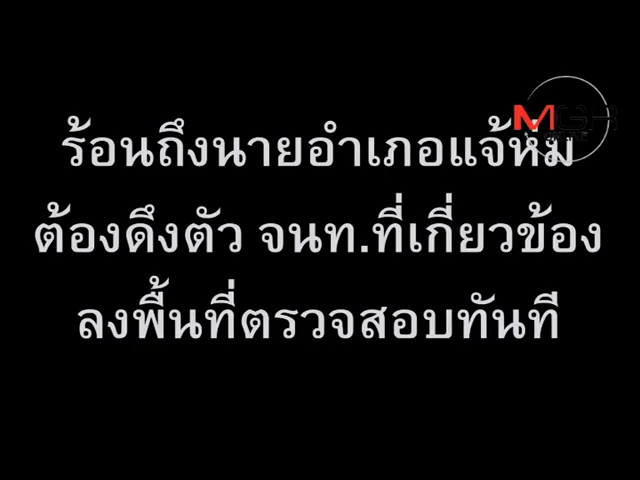 ร้อนถึงนายอำเภอแจ้ห่ม
ต้องดึงตัว จนท.ที่เกี่ยวข้อง
ลงพื้นที่ตรวจสอบทันที
MGR
ONLINE